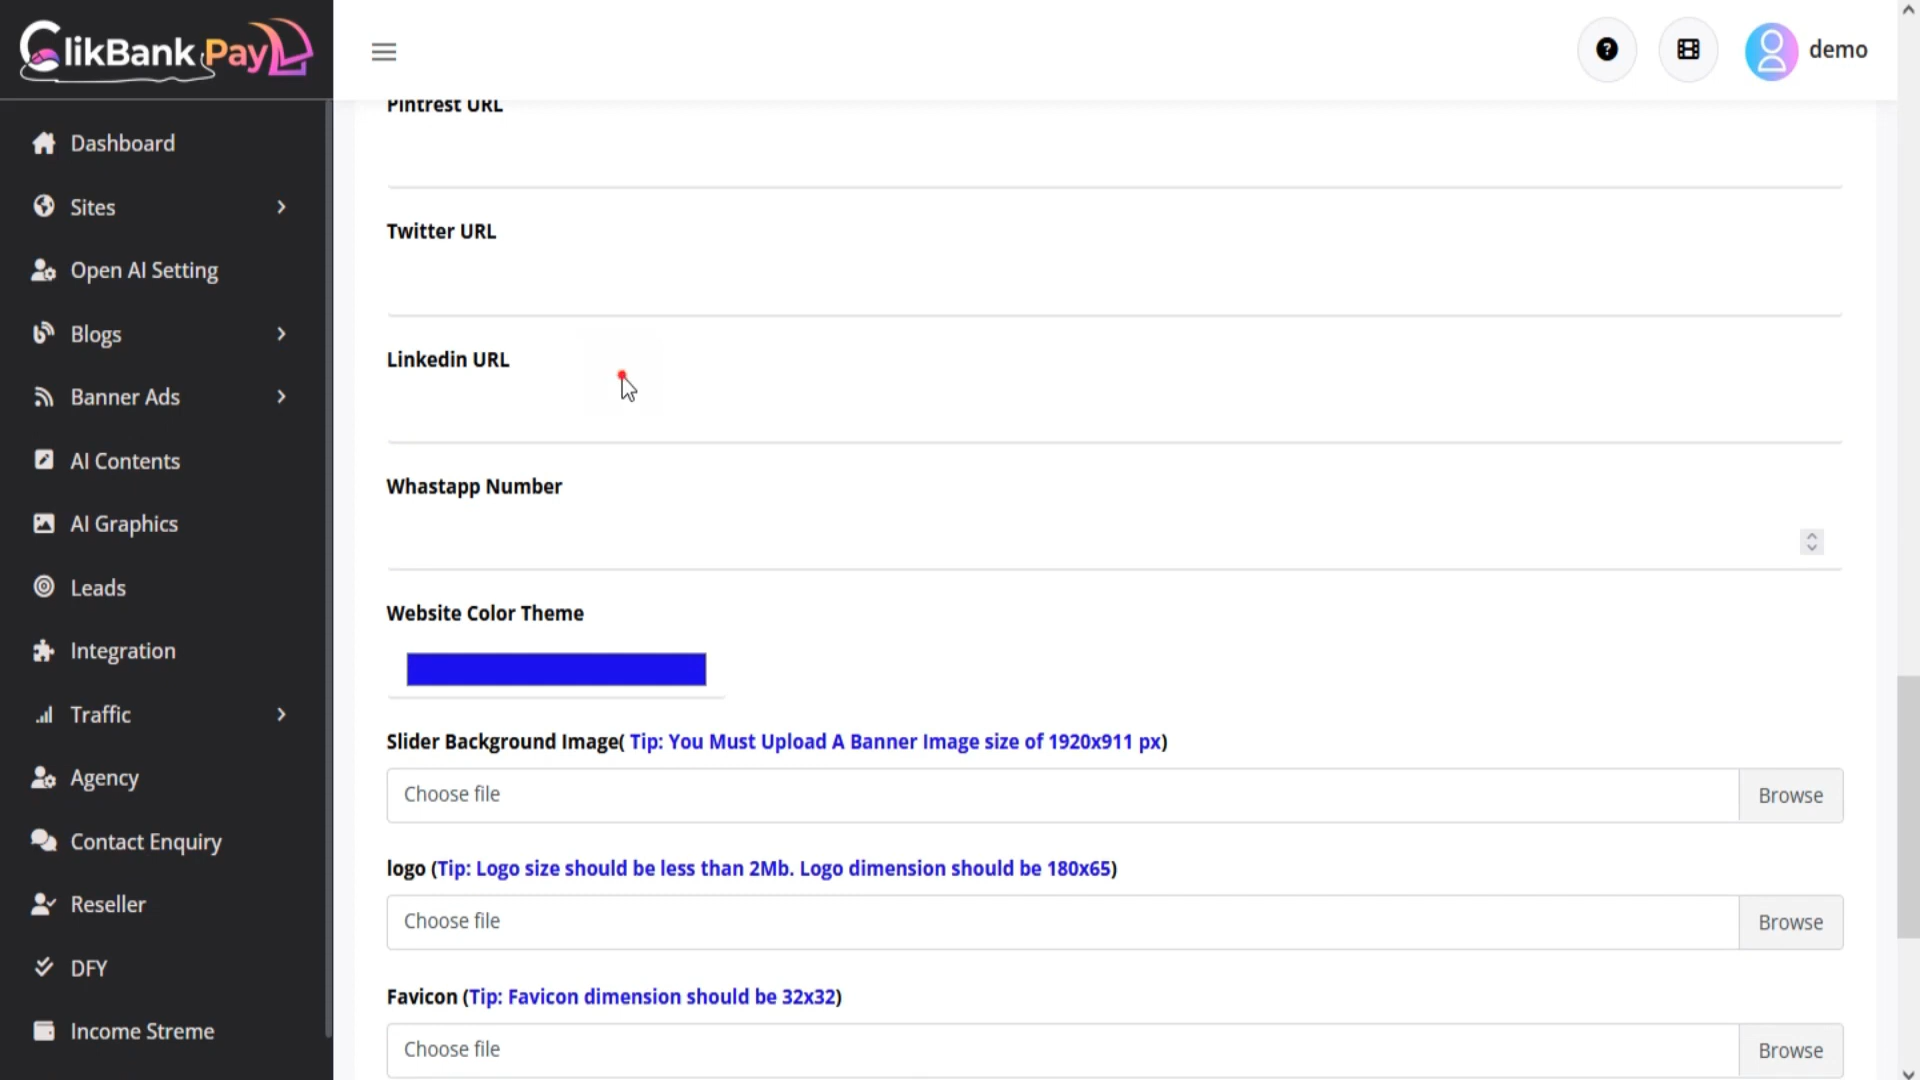 ClikBank Pay
demo
Dashboard
Sites
Open AI Setting
Blogs
Banner Ads
AI Contents
AI Graphics
Leads
Integration
Traffic
Agency
Contact Enquiry
Reseller
DFY
Income Streme
Pintrest URL
Twitter URL
Linkedin URL
Whastapp Number
Website Color Theme
Slider Background Image( Tip: You Must Upload A Banner Image size of 1920x911 px)
Choose file Browse
logo (Tip: Logo size should be less than 2Mb. Logo dimension should be 180x65)
Choose file Browse
Favicon (Tip: Favicon dimension should be 32x32)
Choose file Browse